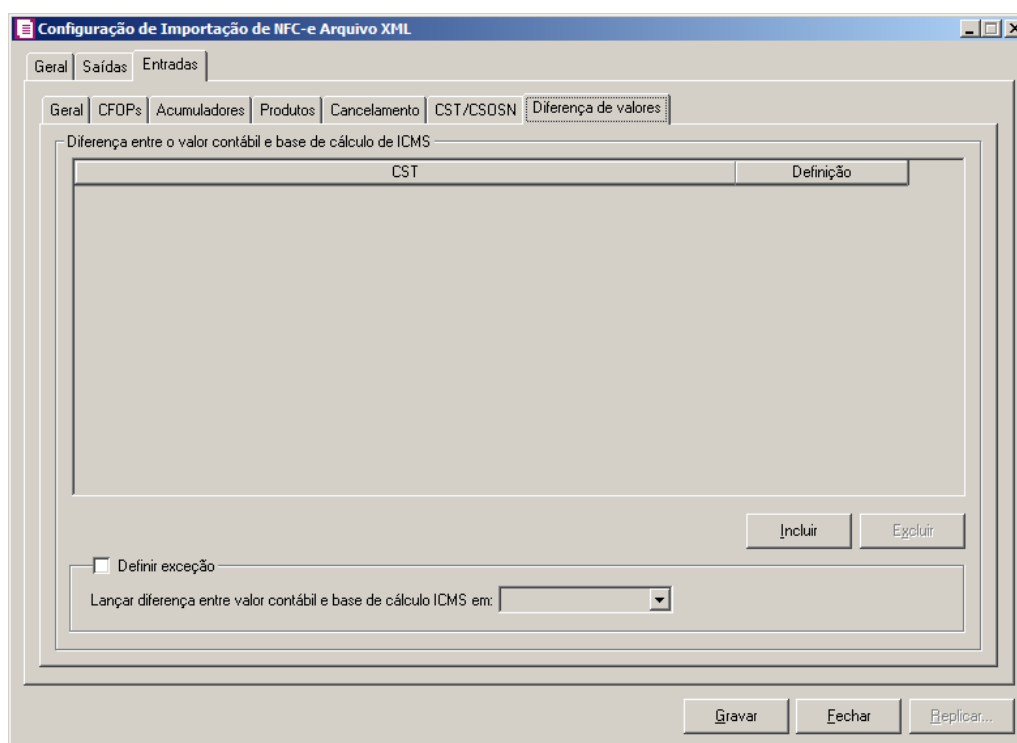 Configuração de Importação de NFC-e Arquivo XML
Geral Saídas Entradas
Geral CFOPs Acumuladores Produtos Cancelamento CST/CSOSN Diferença de valores
Diferença entre o valor contábil e base de cálculo de ICMS
CST Definição
Incluir Excluir
Definir exceção
Lançar diferença entre valor contábil e base de cálculo ICMS em:
Gravar Fechar Replicar...